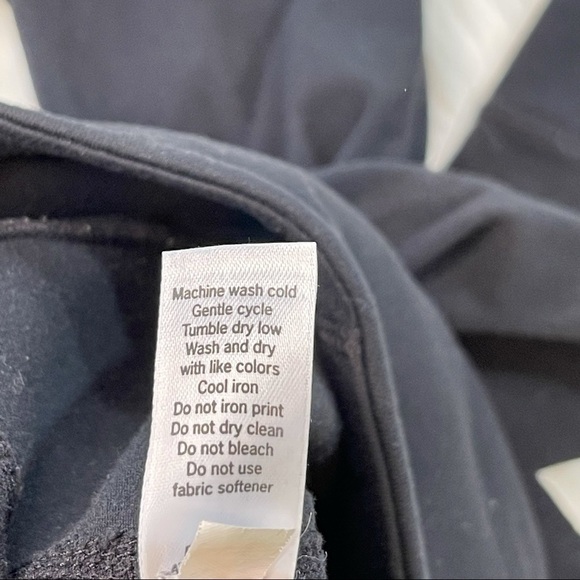 Machine wash cold
Gentle cycle
Tumble dry low
Wash and dry
with like colors
Cool iron
Do not iron print
Do not dry clean
Do not bleach
Do not use
fabric softener